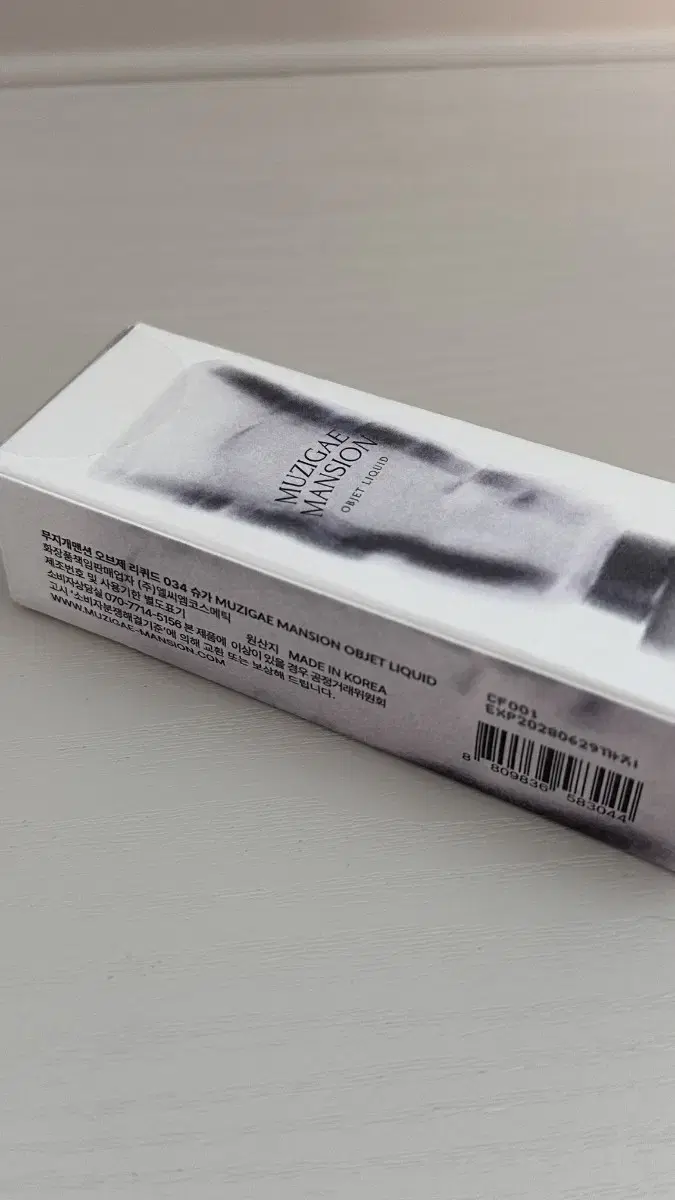 MUZIGAE
MANSION
OBJET LIQUID
무지개맨션 오브제 리퀴드 034 슈가 MUZIGAE MANSION OBJET LIQUID
화장품책임판매업자 (주)엘씨엠코스메틱
제조번호 및 사용기한 별도표기 원산지 MADE IN KOREA
소비자상담실 070-7714-5156 본 제품에 이상이 있을 경우 공정거래위원회
고시 '소비자분쟁해결기준'에 의해 교환 또는 보상해 드립니다.
WWW.MUZIGAE-MANSION.COM
CF001
EXP20280629까지
8 809836 583044